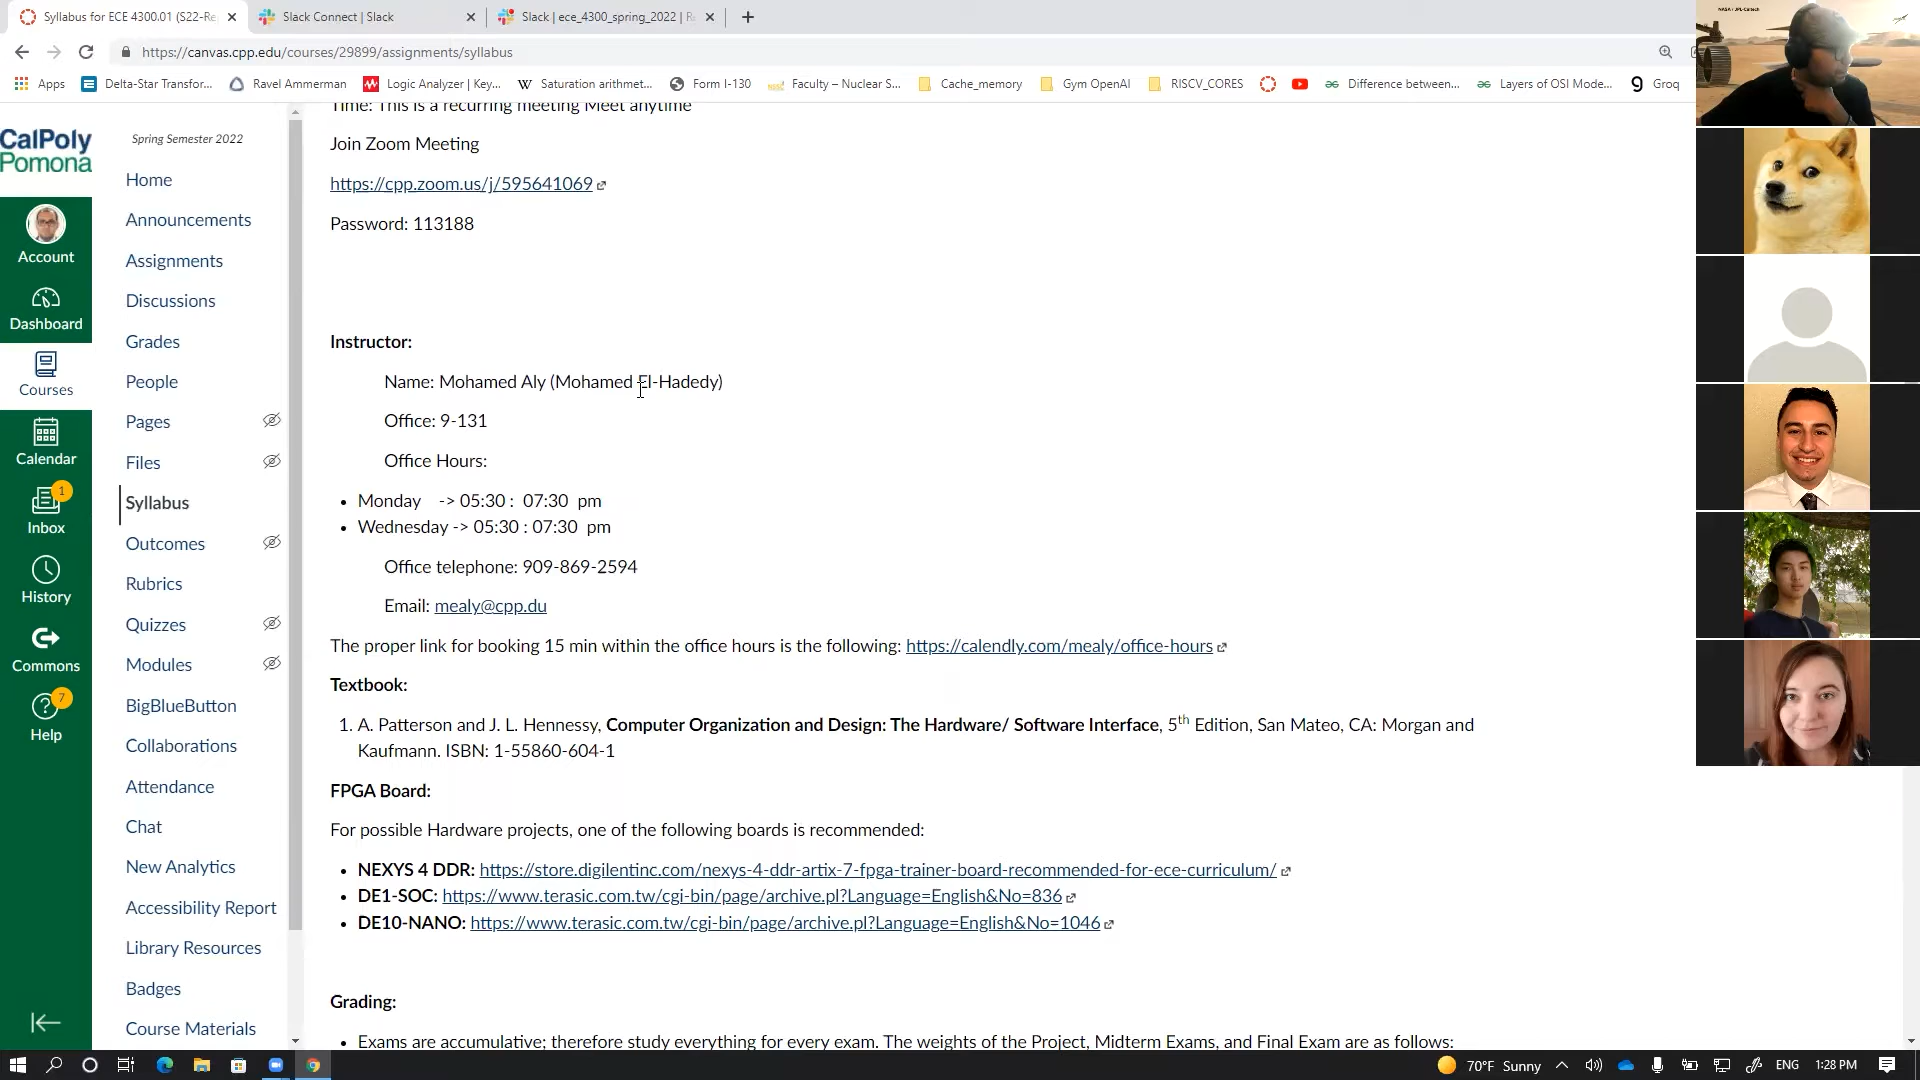 Syllabus for ECE 4300.01 (S22-Re
Slack Connect | Slack
Slack | ece_4300_spring_2022 |
https://canvas.cpp.edu/courses/29899/assignments/syllabus
Apps
Delta-Star Transfor...
Ravel Ammerman
Logic Analyzer | Key...
Saturation arithmet...
Form I-130
Faculty – Nuclear S...
Cache_memory
Gym OpenAI
RISCV_CORES
Difference between...
Layers of OSI Mode...
Groq
NASA / JPL-Caltech
CalPoly
Pomona
Account
Dashboard
Courses
Calendar
1
Inbox
History
Commons
7
Help
Spring Semester 2022
Home
Announcements
Assignments
Discussions
Grades
People
Pages
Files
Syllabus
Outcomes
Rubrics
Quizzes
Modules
BigBlueButton
Collaborations
Attendance
Chat
New Analytics
Accessibility Report
Library Resources
Badges
Course Materials
Time: This is a recurring meeting Meet anytime
Join Zoom Meeting
https://cpp.zoom.us/j/595641069
Password: 113188
Instructor:
Name: Mohamed Aly (Mohamed El-Hadedy)
Office: 9-131
Office Hours:
Monday -> 05:30 : 07:30 pm
Wednesday -> 05:30 : 07:30 pm
Office telephone: 909-869-2594
Email: mealy@cpp.du
The proper link for booking 15 min within the office hours is the following: https://calendly.com/mealy/office-hours
Textbook:
1. A. Patterson and J. L. Hennessy, Computer Organization and Design: The Hardware/ Software Interface, 5th Edition, San Mateo, CA: Morgan and
Kaufmann. ISBN: 1-55860-604-1
FPGA Board:
For possible Hardware projects, one of the following boards is recommended:
NEXYS 4 DDR: https://store.digilentinc.com/nexys-4-ddr-artix-7-fpga-trainer-board-recommended-for-ece-curriculum/
DE1-SOC: https://www.terasic.com.tw/cgi-bin/page/archive.pl?Language=English&No=836
DE10-NANO: https://www.terasic.com.tw/cgi-bin/page/archive.pl?Language=English&No=1046
Grading:
Exams are accumulative; therefore study everything for every exam. The weights of the Project, Midterm Exams, and Final Exam are as follows:
70°F Sunny
ENG
1:28 PM